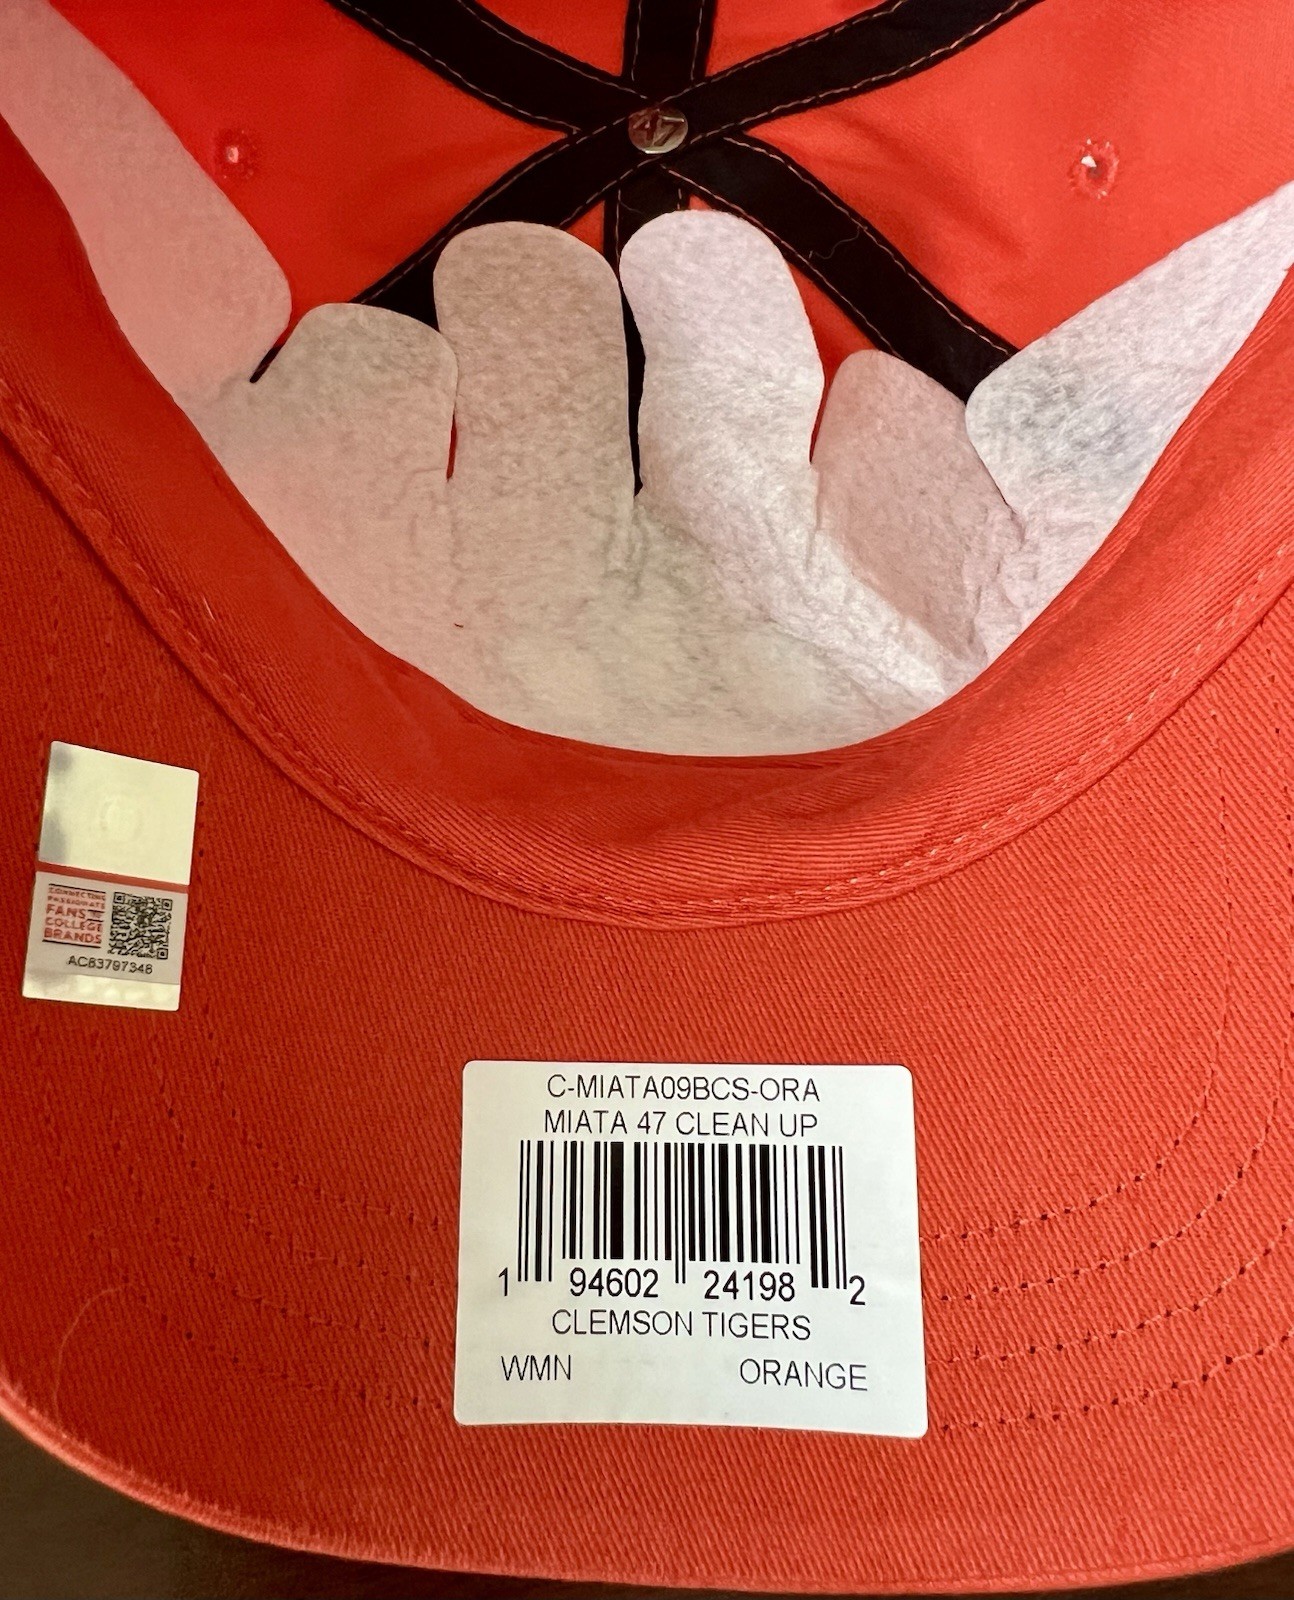 47
CONNECTING
PASSIONATE
FANS TO
COLLEGE
BRANDS
AC83797348
C-MIATA09BCS-ORA
MIATA 47 CLEAN UP
1 94602 24198 2
CLEMSON TIGERS
WMN ORANGE